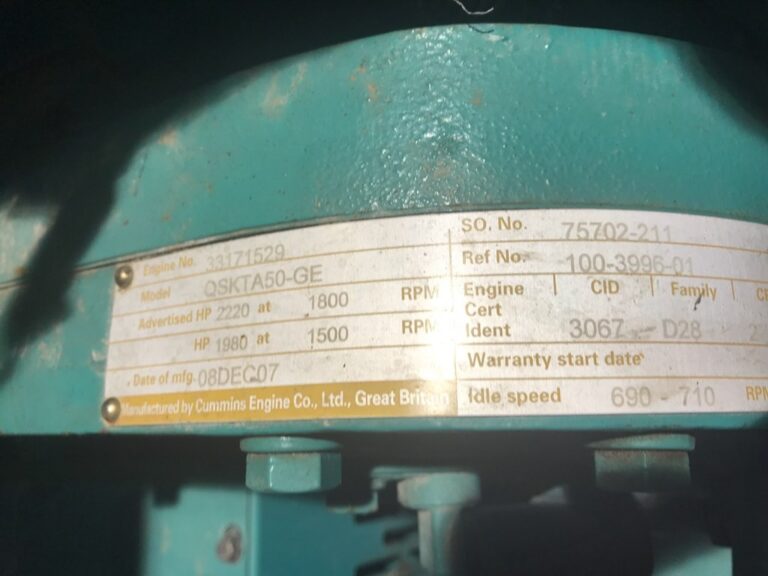 Engine No. 33171529
Model QSKTA50-GE
Advertised HP 2220 at 1800 RPM
HP 1980 at 1500 RPM
Date of mfg. 08DEC07
Manufactured by Cummins Engine Co., Ltd., Great Britain
SO. No. 75702-211
Ref No. 100-3996-01
Engine Cert Ident CID Family
3067 - D28
Warranty start date
Idle speed 690 - 710 RPM